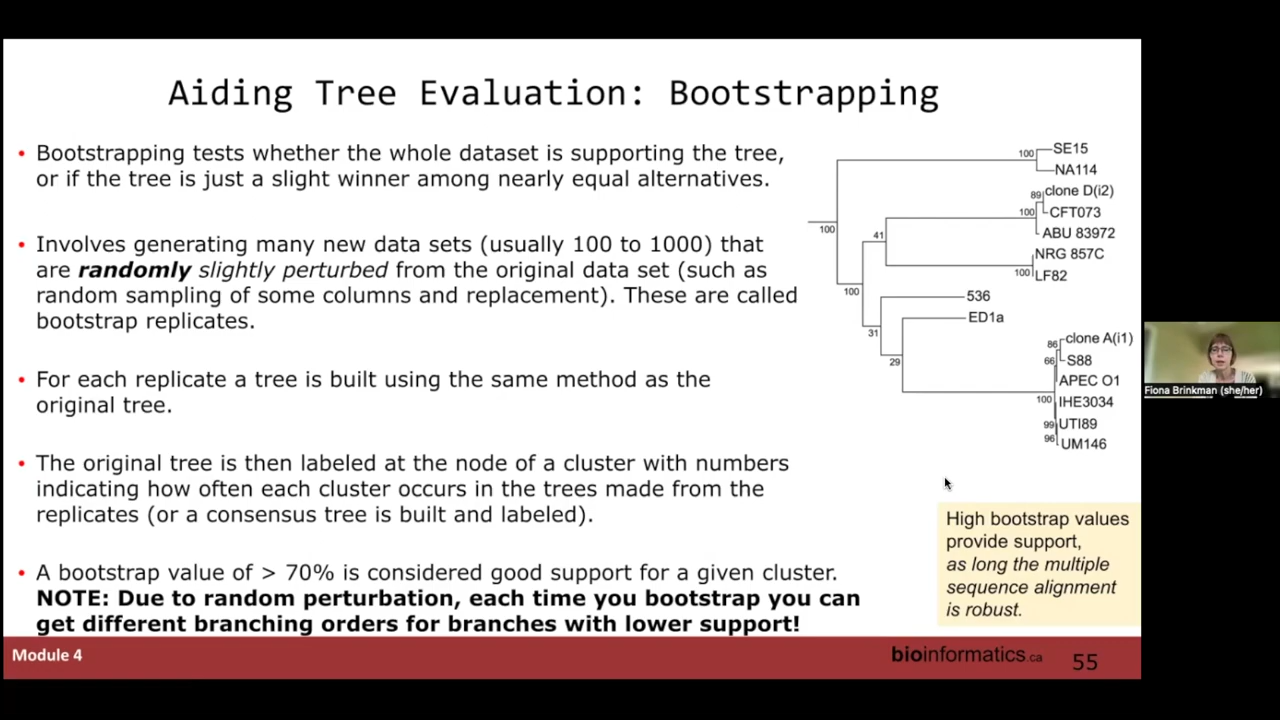 Aiding Tree Evaluation: Bootstrapping
• Bootstrapping tests whether the whole dataset is supporting the tree,
or if the tree is just a slight winner among nearly equal alternatives.
• Involves generating many new data sets (usually 100 to 1000) that
are randomly slightly perturbed from the original data set (such as
random sampling of some columns and replacement). These are called
bootstrap replicates.
• For each replicate a tree is built using the same method as the
original tree.
• The original tree is then labeled at the node of a cluster with numbers
indicating how often each cluster occurs in the trees made from the
replicates (or a consensus tree is built and labeled).
• A bootstrap value of > 70% is considered good support for a given cluster.
NOTE: Due to random perturbation, each time you bootstrap you can
get different branching orders for branches with lower support!
100
SE15
NA114
89
clone D(i2)
100
CFT073
ABU 83972
100
41
NRG 857C
100
LF82
100
536
ED1a
31
29
86
clone A(i1)
66
S88
APEC O1
100
IHE3034
99
UTI89
96
UM146
High bootstrap values
provide support,
as long the multiple
sequence alignment
is robust.
Fiona Brinkman (she/her)
Module 4
bioinformatics.ca
55